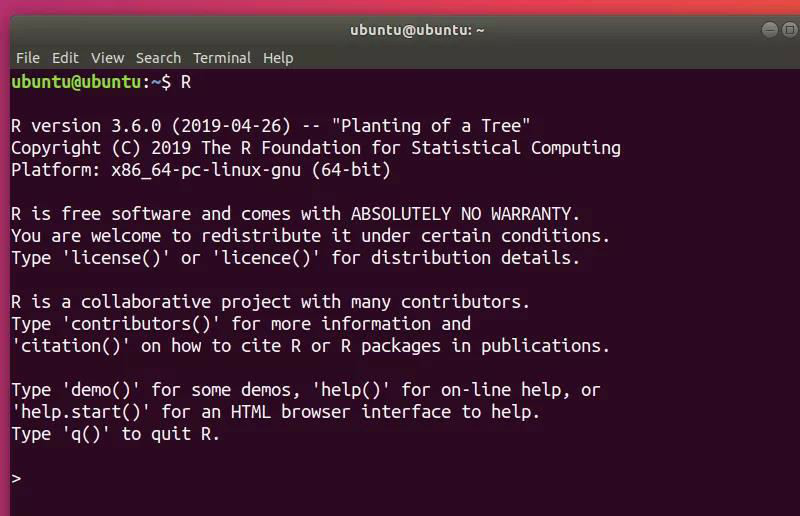 ubuntu@ubuntu: ~
File Edit View Search Terminal Help
ubuntu@ubuntu:~$ R
R version 3.6.0 (2019-04-26) -- "Planting of a Tree"
Copyright (C) 2019 The R Foundation for Statistical Computing
Platform: x86_64-pc-linux-gnu (64-bit)
R is free software and comes with ABSOLUTELY NO WARRANTY.
You are welcome to redistribute it under certain conditions.
Type 'license()' or 'licence()' for distribution details.
R is a collaborative project with many contributors.
Type 'contributors()' for more information and
'citation()' on how to cite R or R packages in publications.
Type 'demo()' for some demos, 'help()' for on-line help, or
'help.start()' for an HTML browser interface to help.
Type 'q()' to quit R.
>